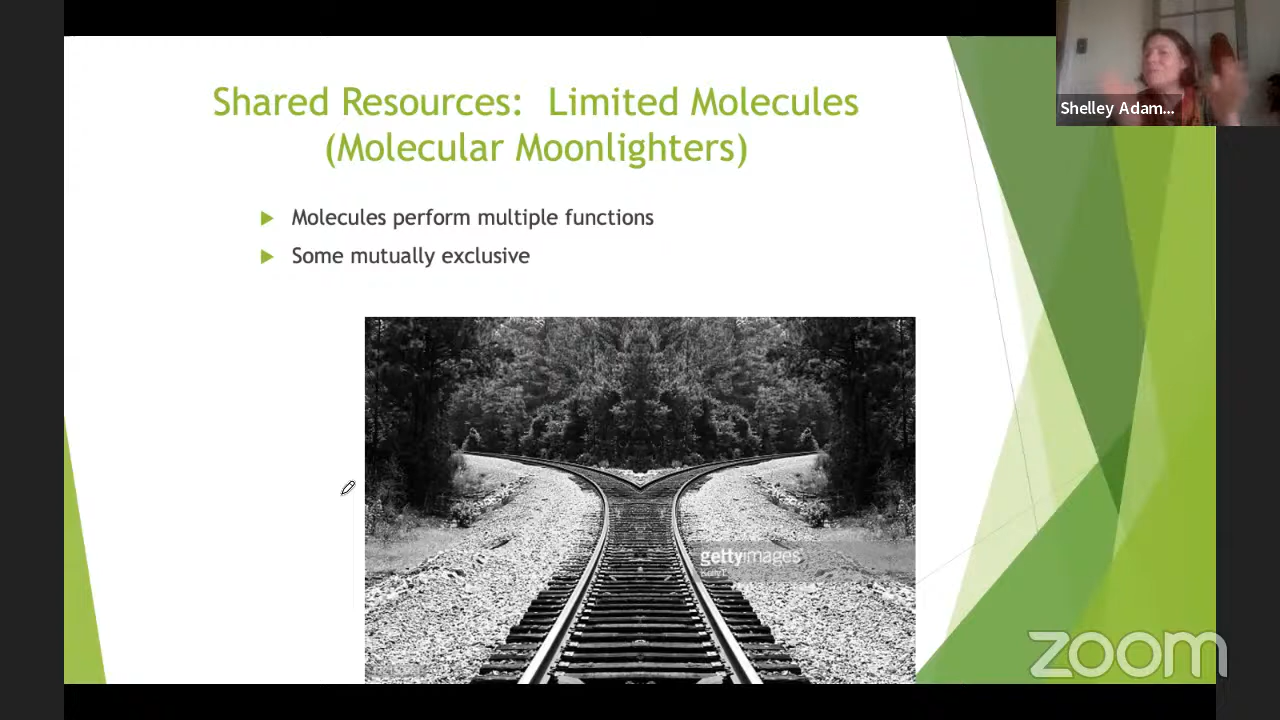 Shared Resources:  Limited Molecules
(Molecular Moonlighters)
Molecules perform multiple functions
Some mutually exclusive
Shelley Adam...
gettyimages
zoom